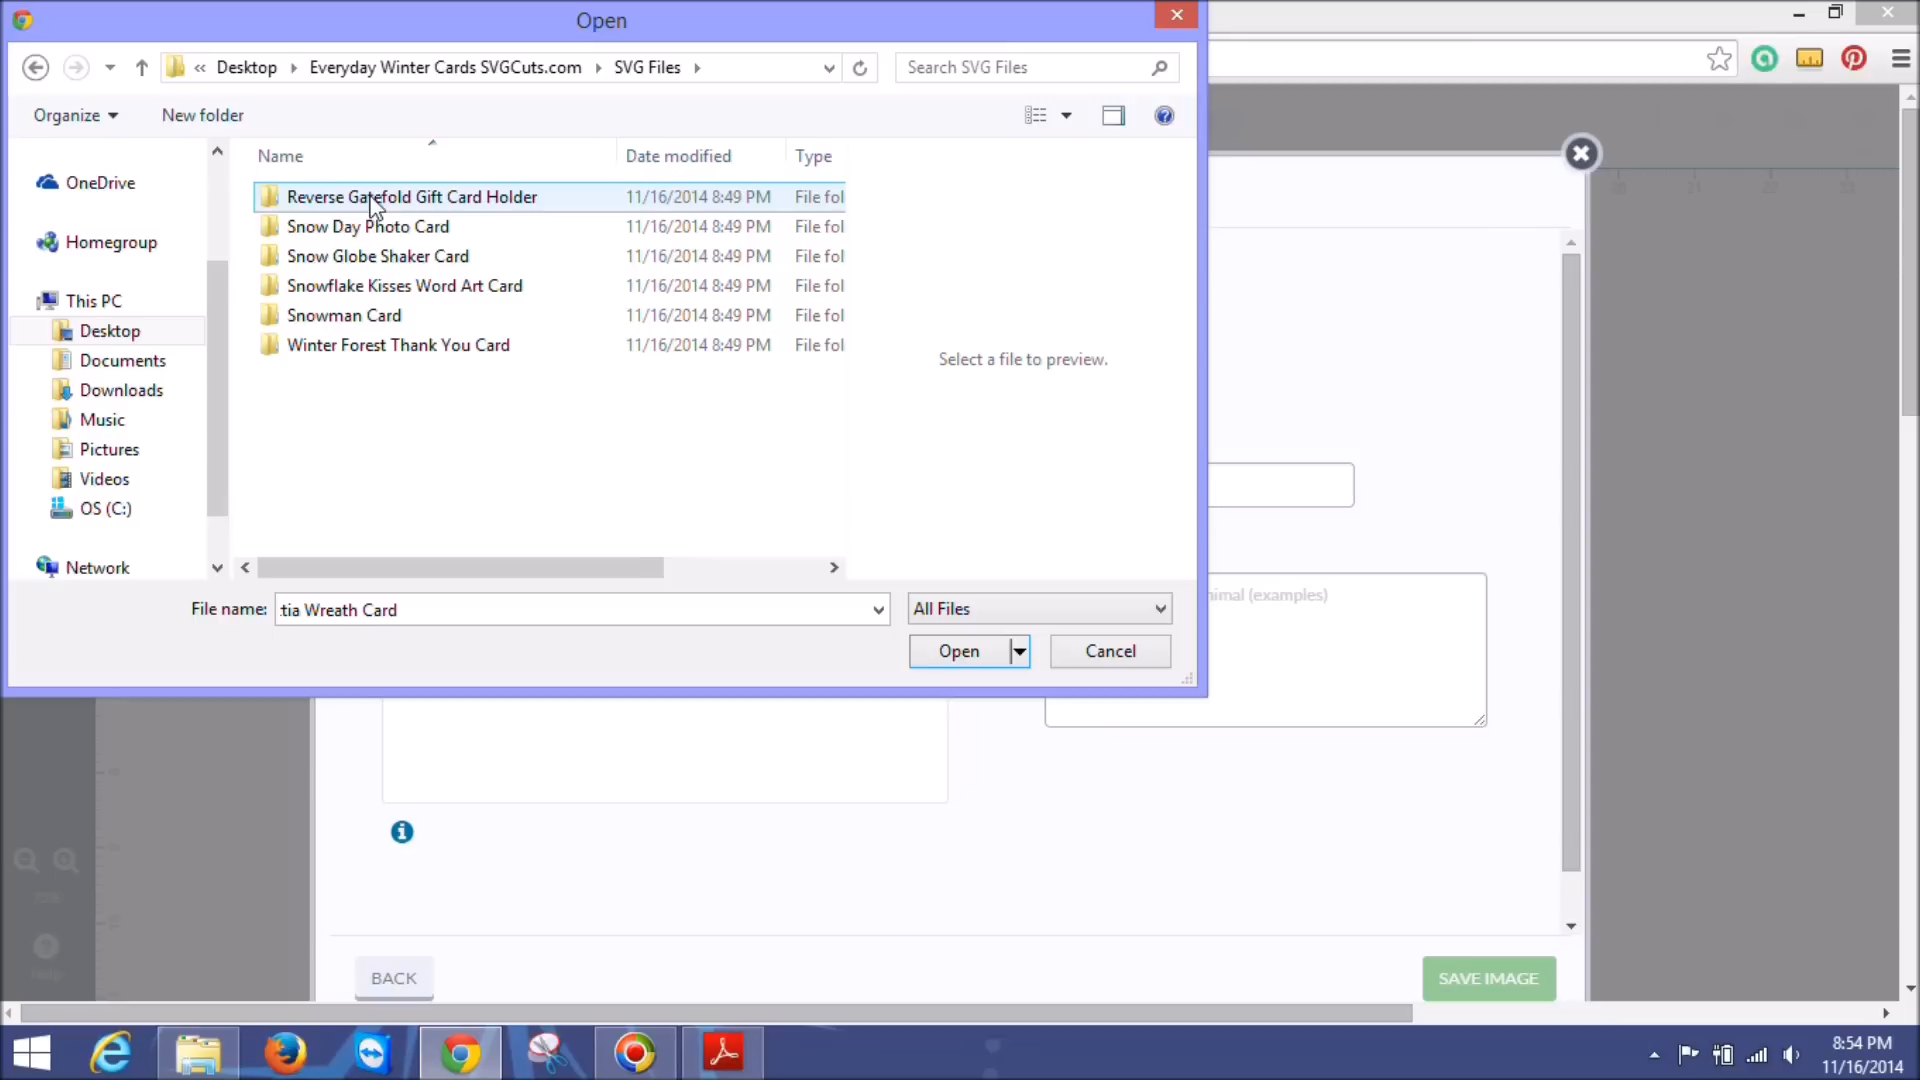 Open
« Desktop Everyday Winter Cards SVGCuts.com SVG Files
Search SVG Files
Organize New folder
Name Date modified Type
OneDrive
Homegroup
This PC
Desktop
Documents
Downloads
Music
Pictures
Videos
OS (C:)
Network
Reverse Gatefold Gift Card Holder 11/16/2014 8:49 PM File fol
Snow Day Photo Card 11/16/2014 8:49 PM File fol
Snow Globe Shaker Card 11/16/2014 8:49 PM File fol
Snowflake Kisses Word Art Card 11/16/2014 8:49 PM File fol
Snowman Card 11/16/2014 8:49 PM File fol
Winter Forest Thank You Card 11/16/2014 8:49 PM File fol
Select a file to preview.
File name: tia Wreath Card
All Files
Open Cancel
nimal (examples)
BACK
SAVE IMAGE
8:54 PM
11/16/2014